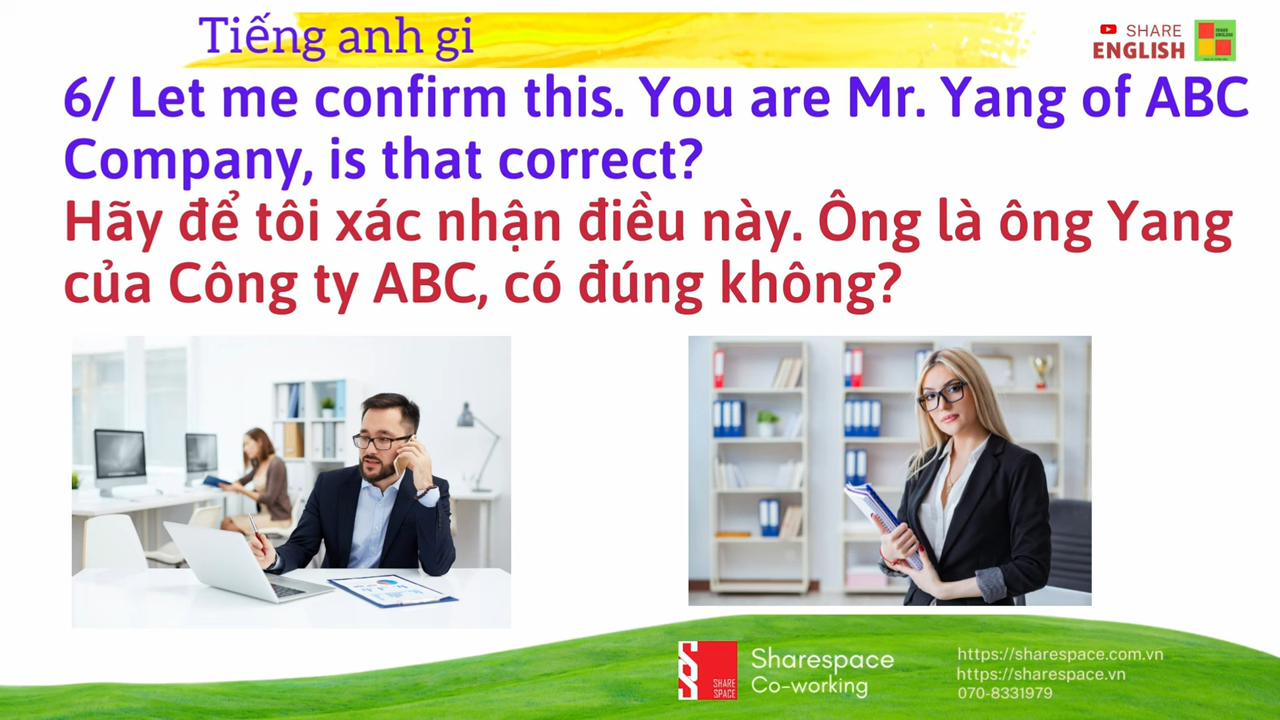 Tiếng anh gi
SHARE
ENGLISH
6/ Let me confirm this. You are Mr. Yang of ABC
Company, is that correct?
Hãy để tôi xác nhận điều này. Ông là ông Yang
của Công ty ABC, có đúng không?
SHARE
SPACE
Sharespace
Co-working
https://sharespace.com.vn
https://sharespace.vn
070-8331979